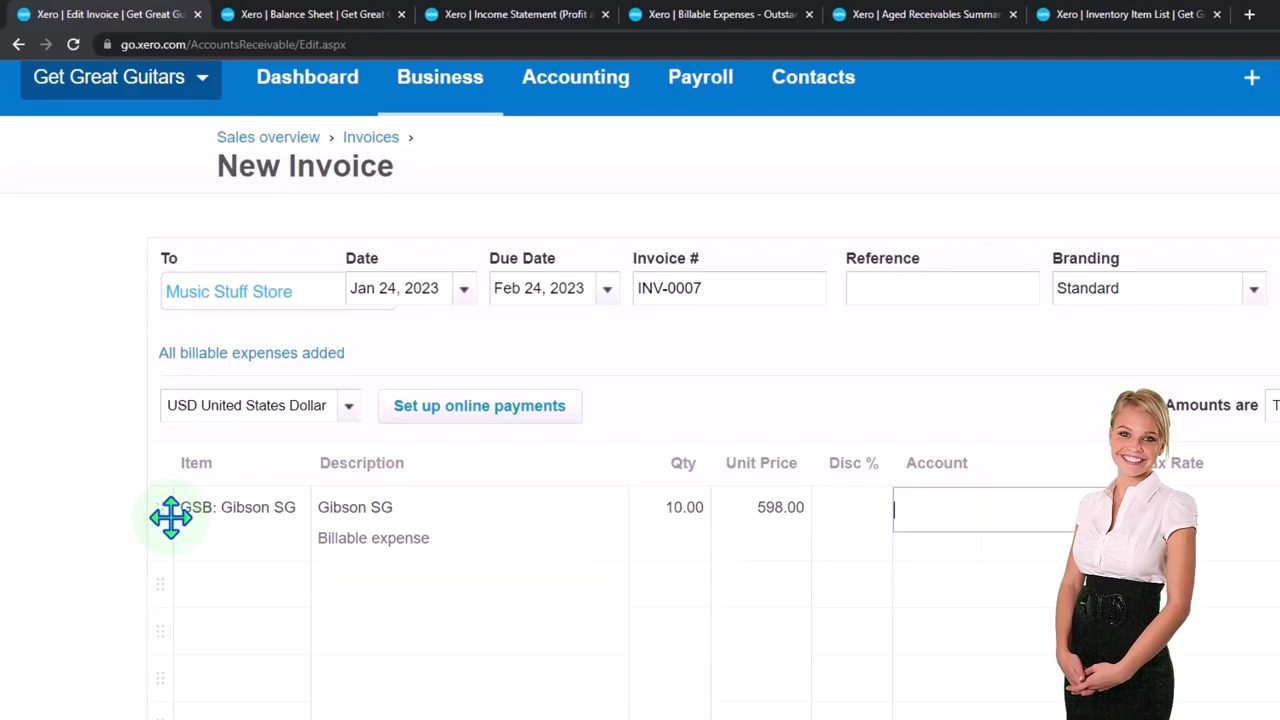 Xero | Edit Invoice | Get Great Gu
Xero | Balance Sheet | Get Great
Xero | Income Statement (Profit a
Xero | Billable Expenses - Outsta
Xero | Aged Receivables Summar
Xero | Inventory Item List | Get G
go.xero.com/AccountsReceivable/Edit.aspx
Get Great Guitars
Dashboard
Business
Accounting
Payroll
Contacts
Sales overview › Invoices ›
New Invoice
To
Date
Due Date
Invoice #
Reference
Branding
Music Stuff Store
Jan 24, 2023
Feb 24, 2023
INV-0007
Standard
All billable expenses added
USD United States Dollar
Set up online payments
Amounts are
Item
Description
Qty
Unit Price
Disc %
Account
Rate
GSB: Gibson SG
Gibson SG
10.00
598.00
Billable expense